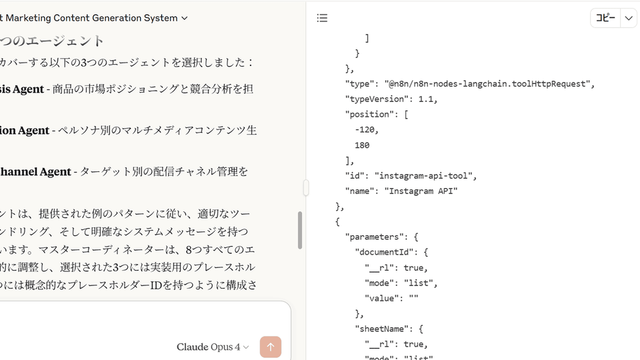 t Marketing Content Generation System
つのエージェント
カバーする以下の3つのエージェントを選択しました：
sis Agent - 商品の市場ポジショニングと競合分析を担
ion Agent - ペルソナ別のマルチメディアコンテンツ生
hannel Agent - ターゲット別の配信チャネル管理を
ントは、提供された例のパターンに従い、適切なツー
ンドリング、そして明確なシステムメッセージを持つ
います。マスターコーディネーターは、8つすべてのエ
的に調整し、選択された3つには実装用のプレースホル
つには概念的なプレースホルダーIDを持つように構成さ
Claude Opus 4
コピー
]
}
},
"type": "@n8n/n8n-nodes-langchain.toolHttpRequest",
"typeVersion": 1.1,
"position": [
-120,
180
],
"id": "instagram-api-tool",
"name": "Instagram API"
},
{
"parameters": {
"documentId": {
"__rl": true,
"mode": "list",
"value": ""
},
"sheetName": {
"__rl": true,
"mode": "list",